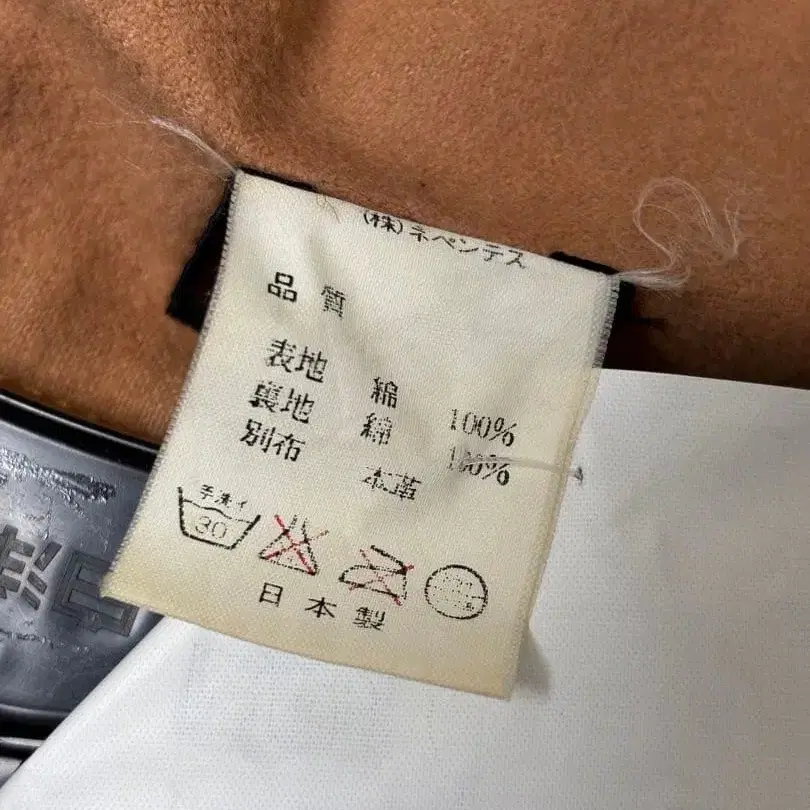 (株)ネペンテス
品質
表地 綿 100%
裏地 綿 100%
別布 本革
手洗イ
30
日本製